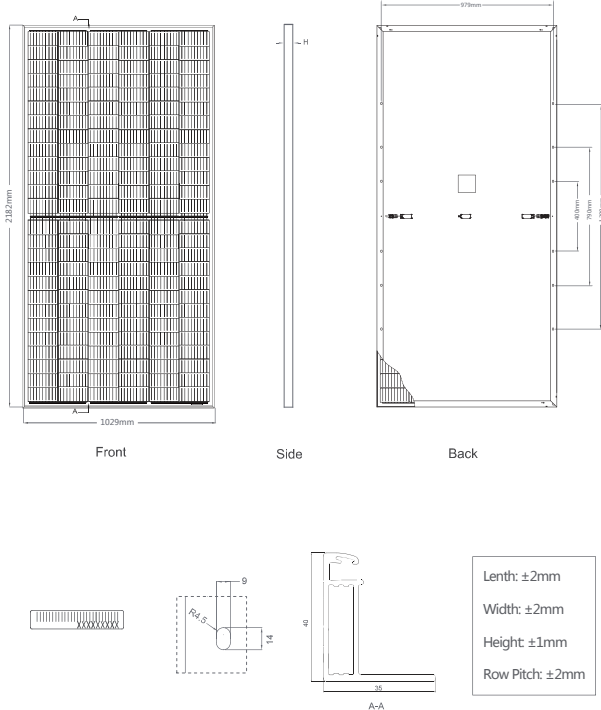 979mm
A
H
2182mm
400mm
790mm
A
1029mm
Front
Side
Back
9
R4.5
14
40
35
A-A
Lenth: ±2mm
Width: ±2mm
Height: ±1mm
Row Pitch: ±2mm